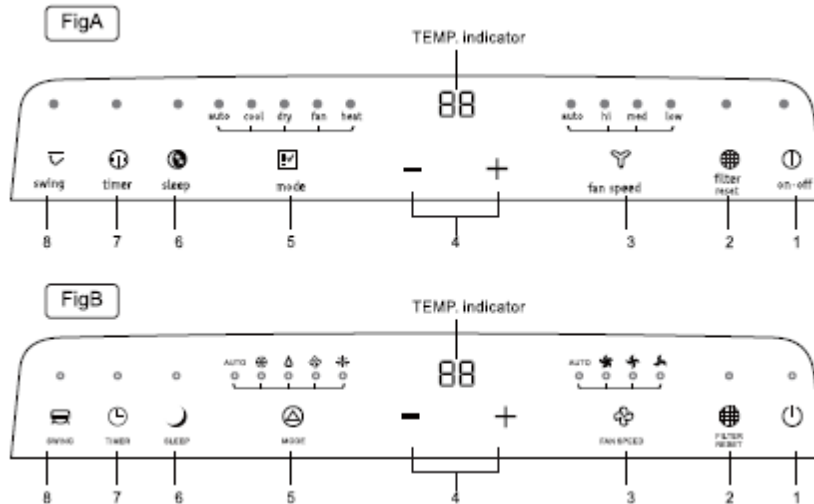 FigA
TEMP. indicator
88
auto cool dry fan heat
auto hi med low
swing timer sleep mode − + fan speed filter reset on-off
8 7 6 5 4 3 2 1
FigB
TEMP. indicator
AUTO 88 AUTO
SWING TIMER SLEEP MODE − + FAN SPEED FILTER RESET
8 7 6 5 4 3 2 1